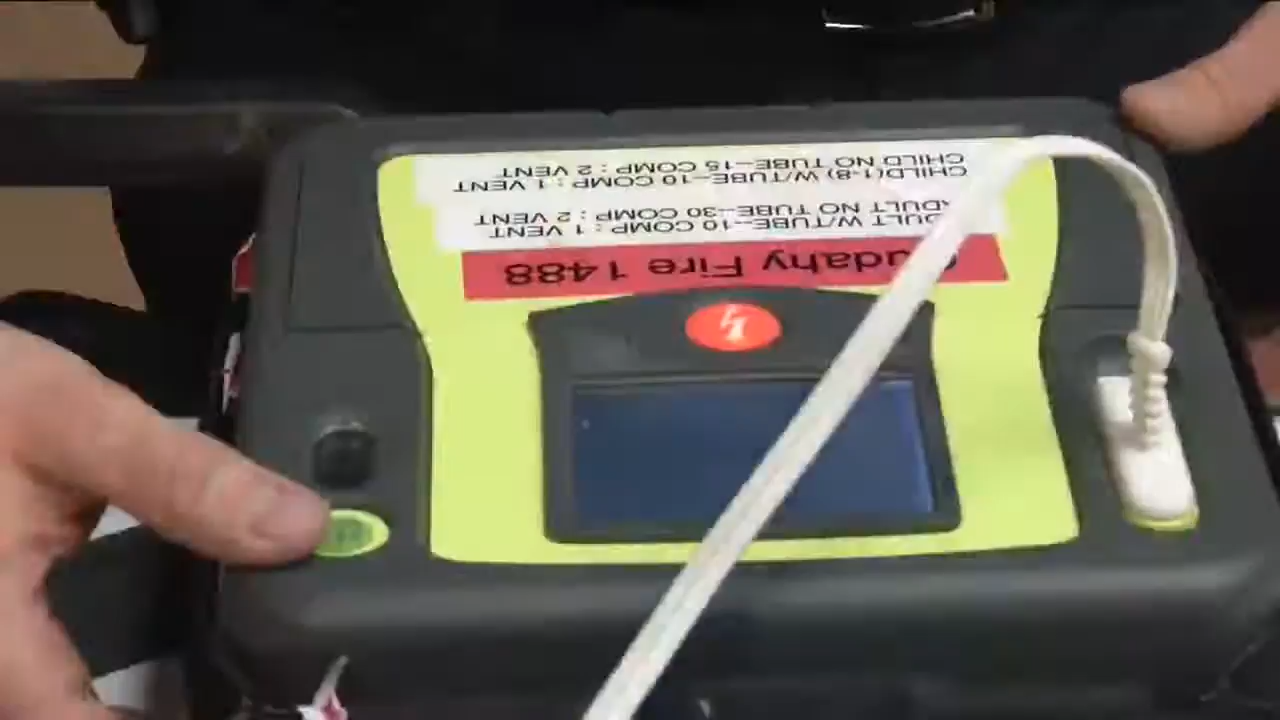 Cudahy Fire 1488
ADULT W/TUBE--10 COMP : 1 VENT
ADULT NO TUBE--30 COMP : 2 VENT
CHILD(1-8) W/TUBE--10 COMP : 1 VENT
CHILD NO TUBE--15 COMP : 2 VENT